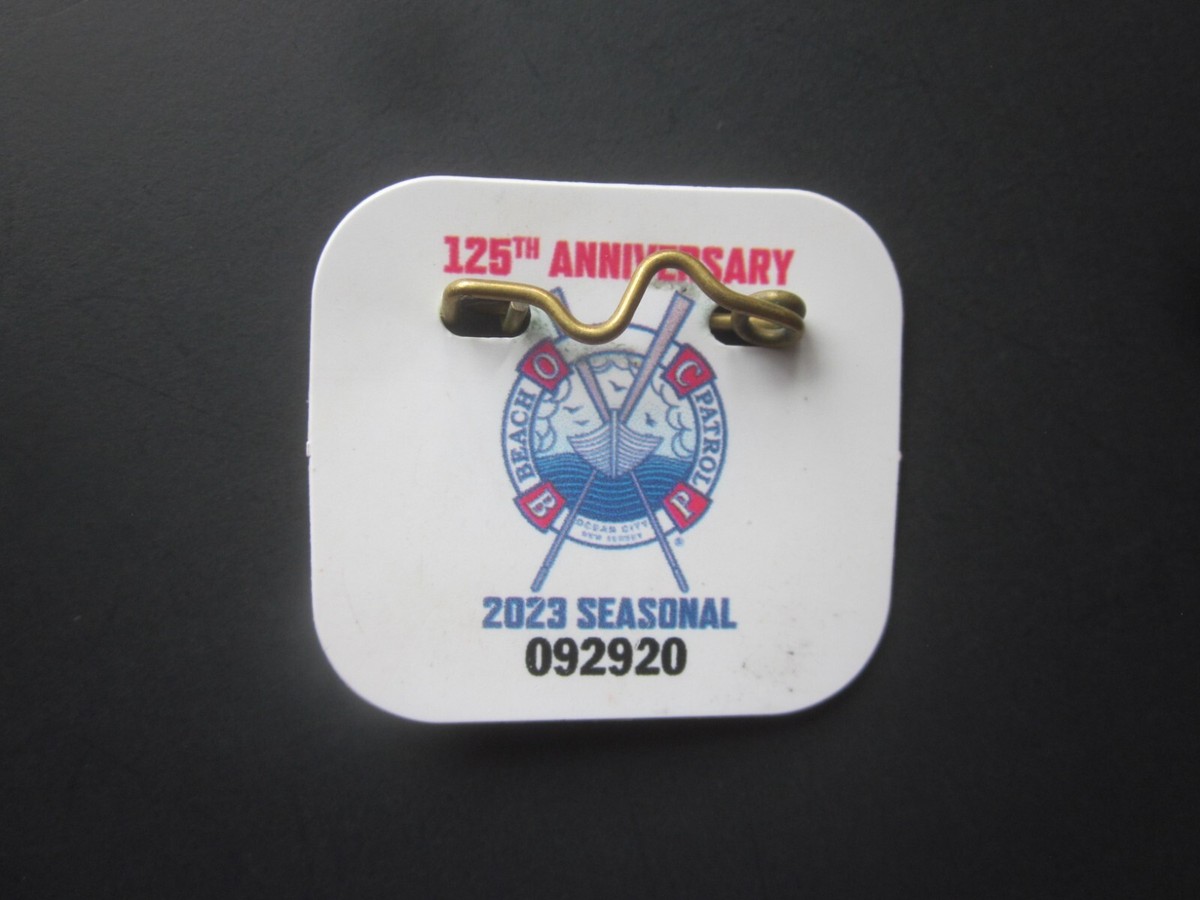 125TH ANNIVERSARY
O C
BEACH PATROL
B P
OCEAN CITY
NEW JERSEY
®
2023 SEASONAL
092920